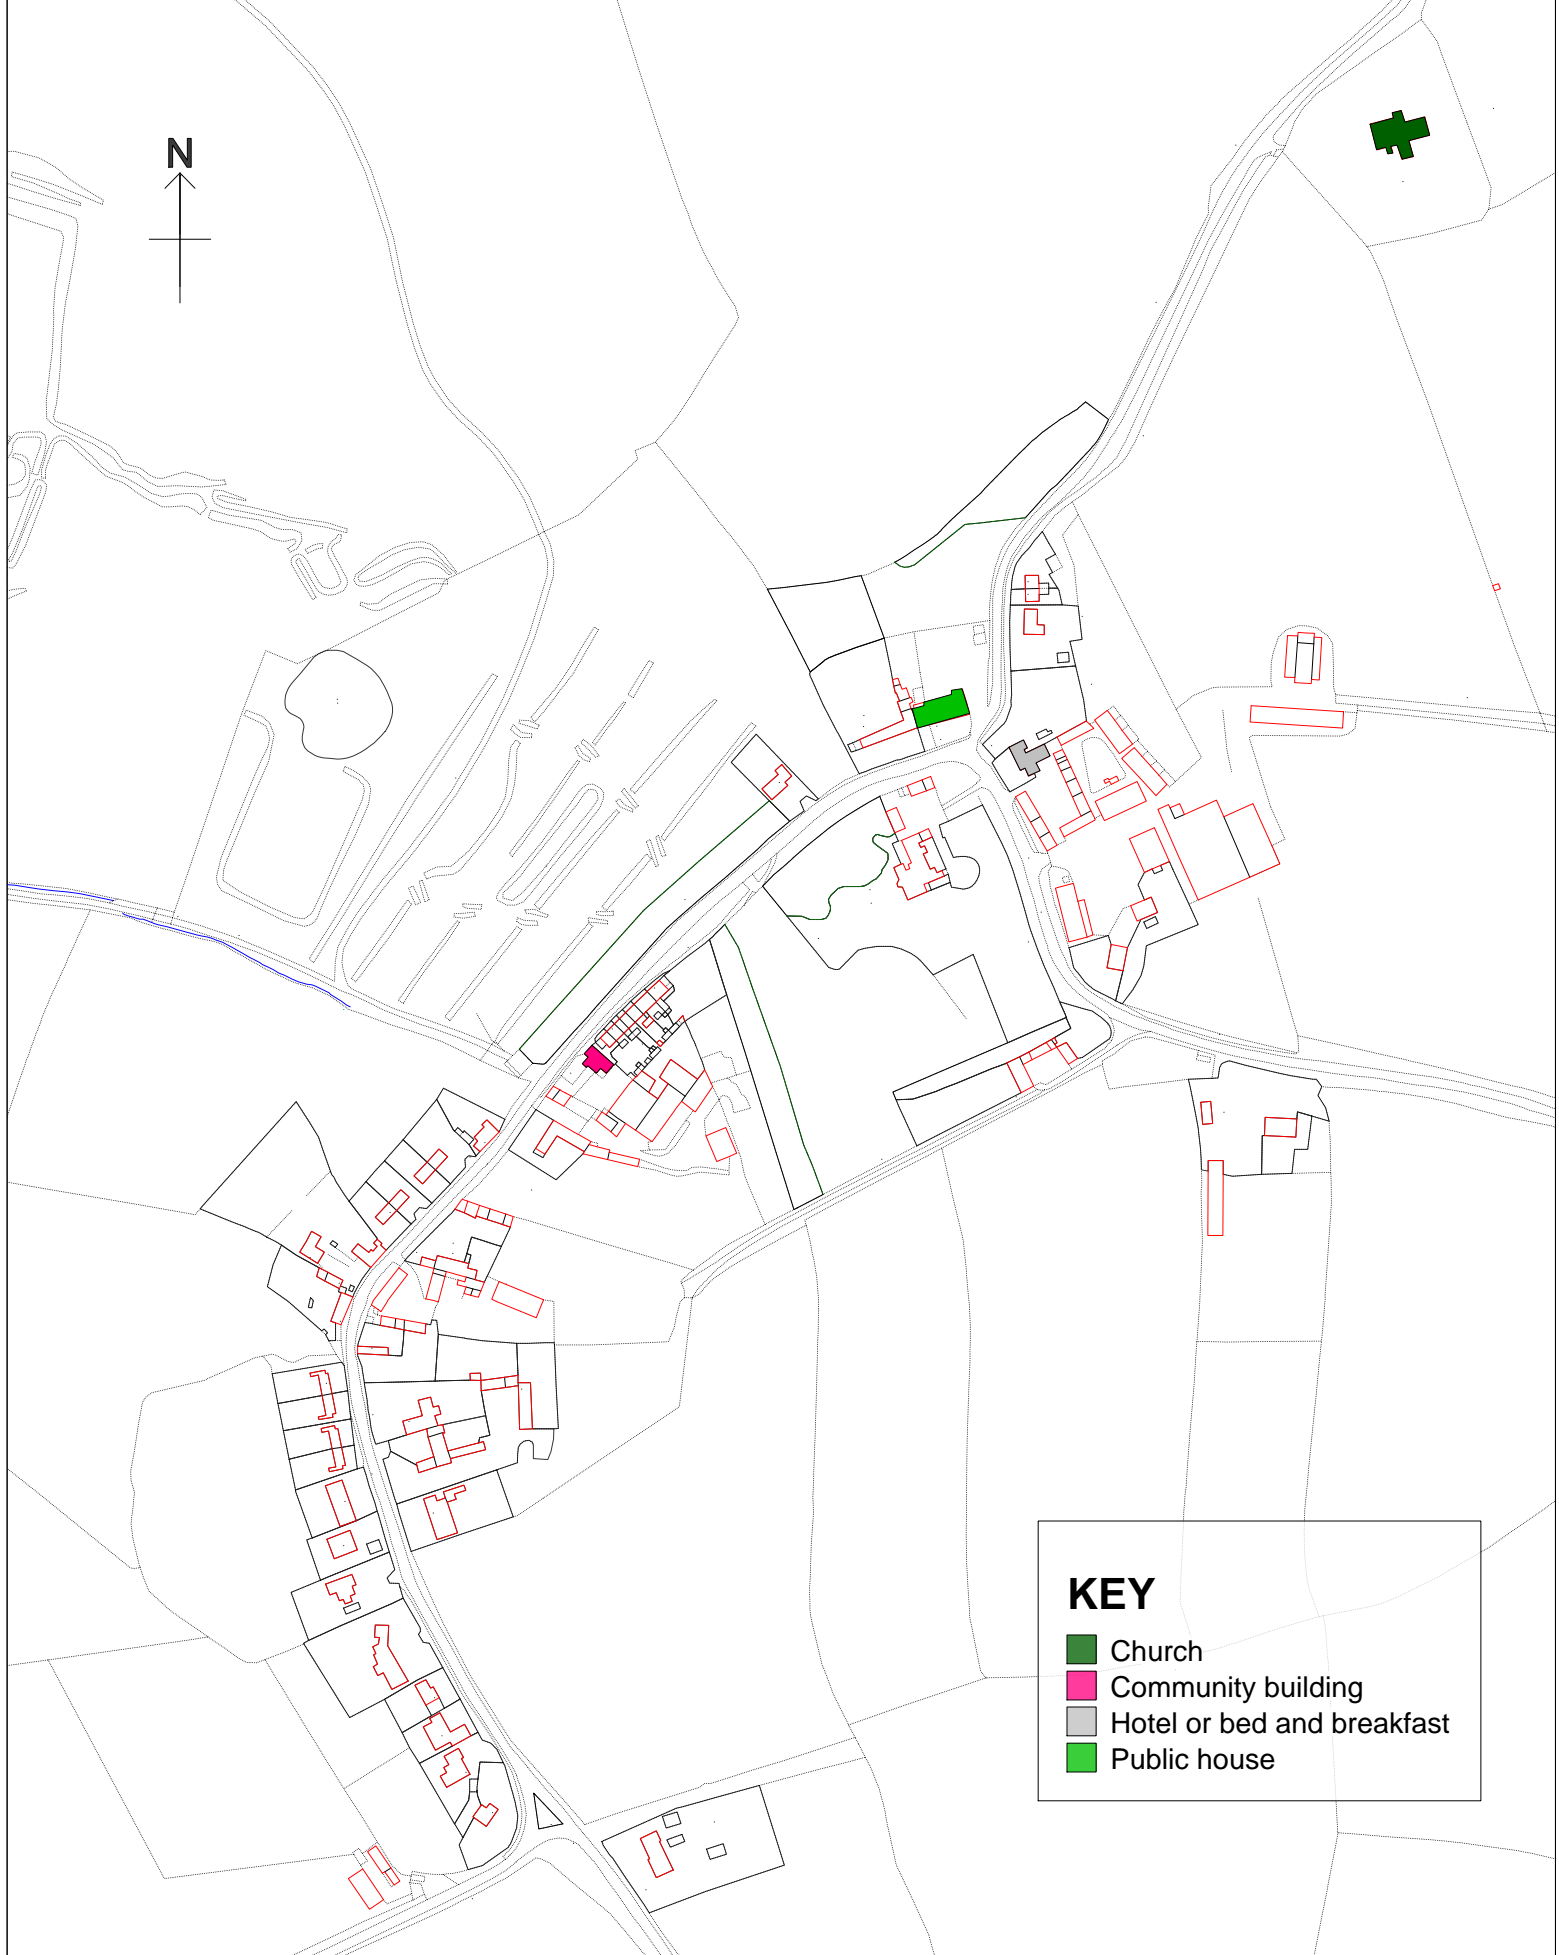 N
KEY
Church
Community building
Hotel or bed and breakfast
Public house